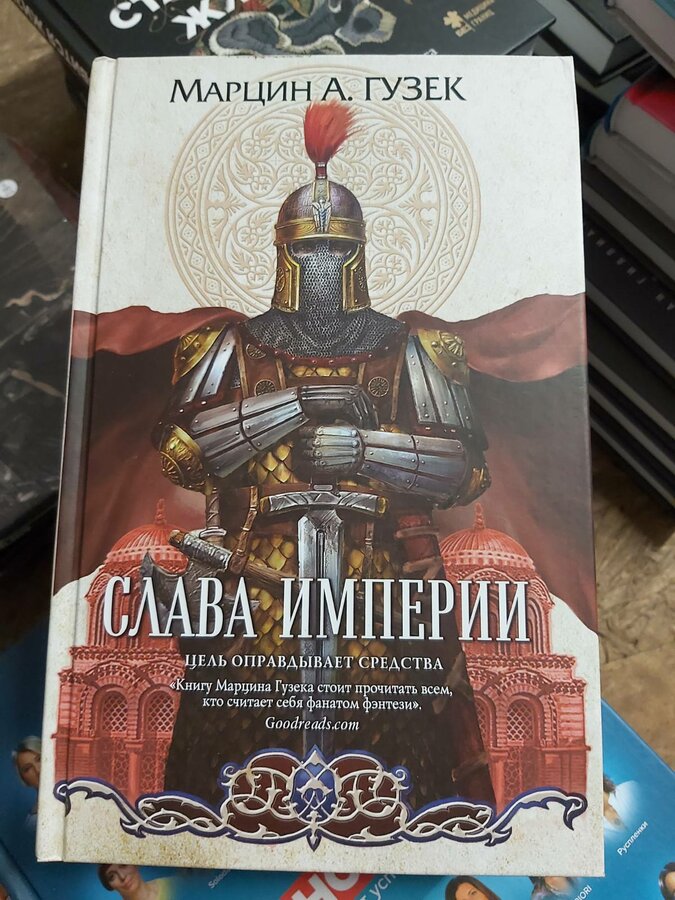 Марцин А. ГУЗЕК
СЛАВА ИМПЕРИИ
ЦЕЛЬ ОПРАВДЫВАЕТ СРЕДСТВА
«Книгу Марцина Гузека стоит прочитать всем,
кто считает себя фанатом фэнтези».
Goodreads.com
Русленки